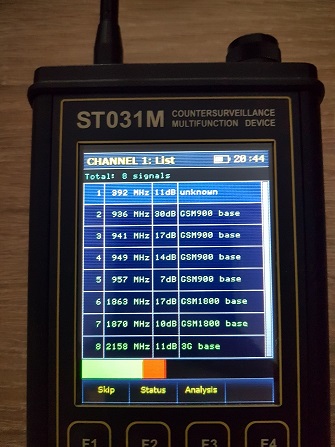 ST031M COUNTERSURVEILLANCE
MULTIFUNCTION DEVICE
CHANNEL 1: List 20:44
Total: 8 signals
1 392 MHz 11dB unknown
2 936 MHz 30dB GSM900 base
3 941 MHz 17dB GSM900 base
4 949 MHz 14dB GSM900 base
5 957 MHz 7dB GSM900 base
6 1863 MHz 17dB GSM1800 base
7 1870 MHz 10dB GSM1800 base
8 2158 MHz 11dB 3G base
Skip Status Analysis
F1 F2 F3 F4